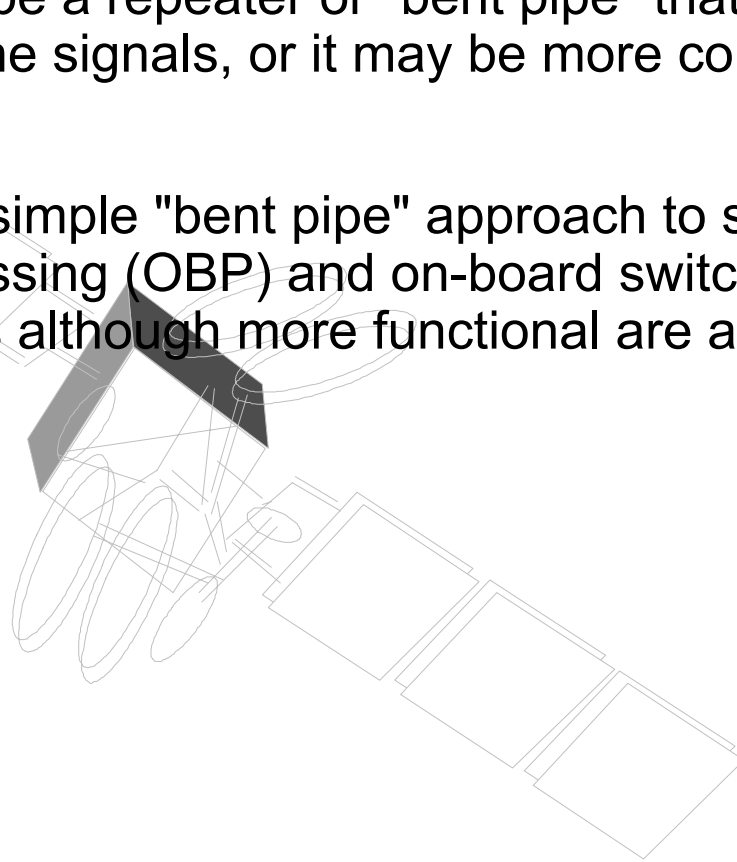 be a repeater or "bent pipe" that
ne signals, or it may be more co
simple "bent pipe" approach to s
ssing (OBP) and on-board switc
s although more functional are a